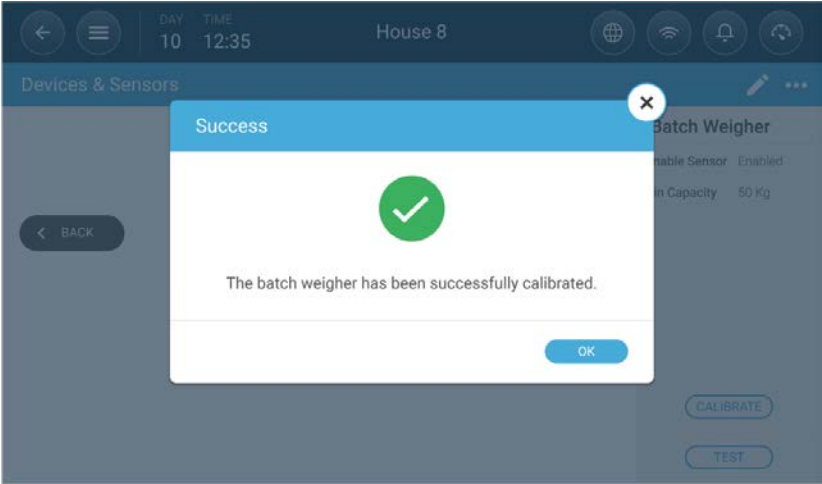 DAY TIME
10 12:35
House 8
Devices & Sensors
Success
Batch Weigher
nable Sensor Enabled
in Capacity 50 Kg
BACK
The batch weigher has been successfully calibrated.
OK
CALIBRATE
TEST